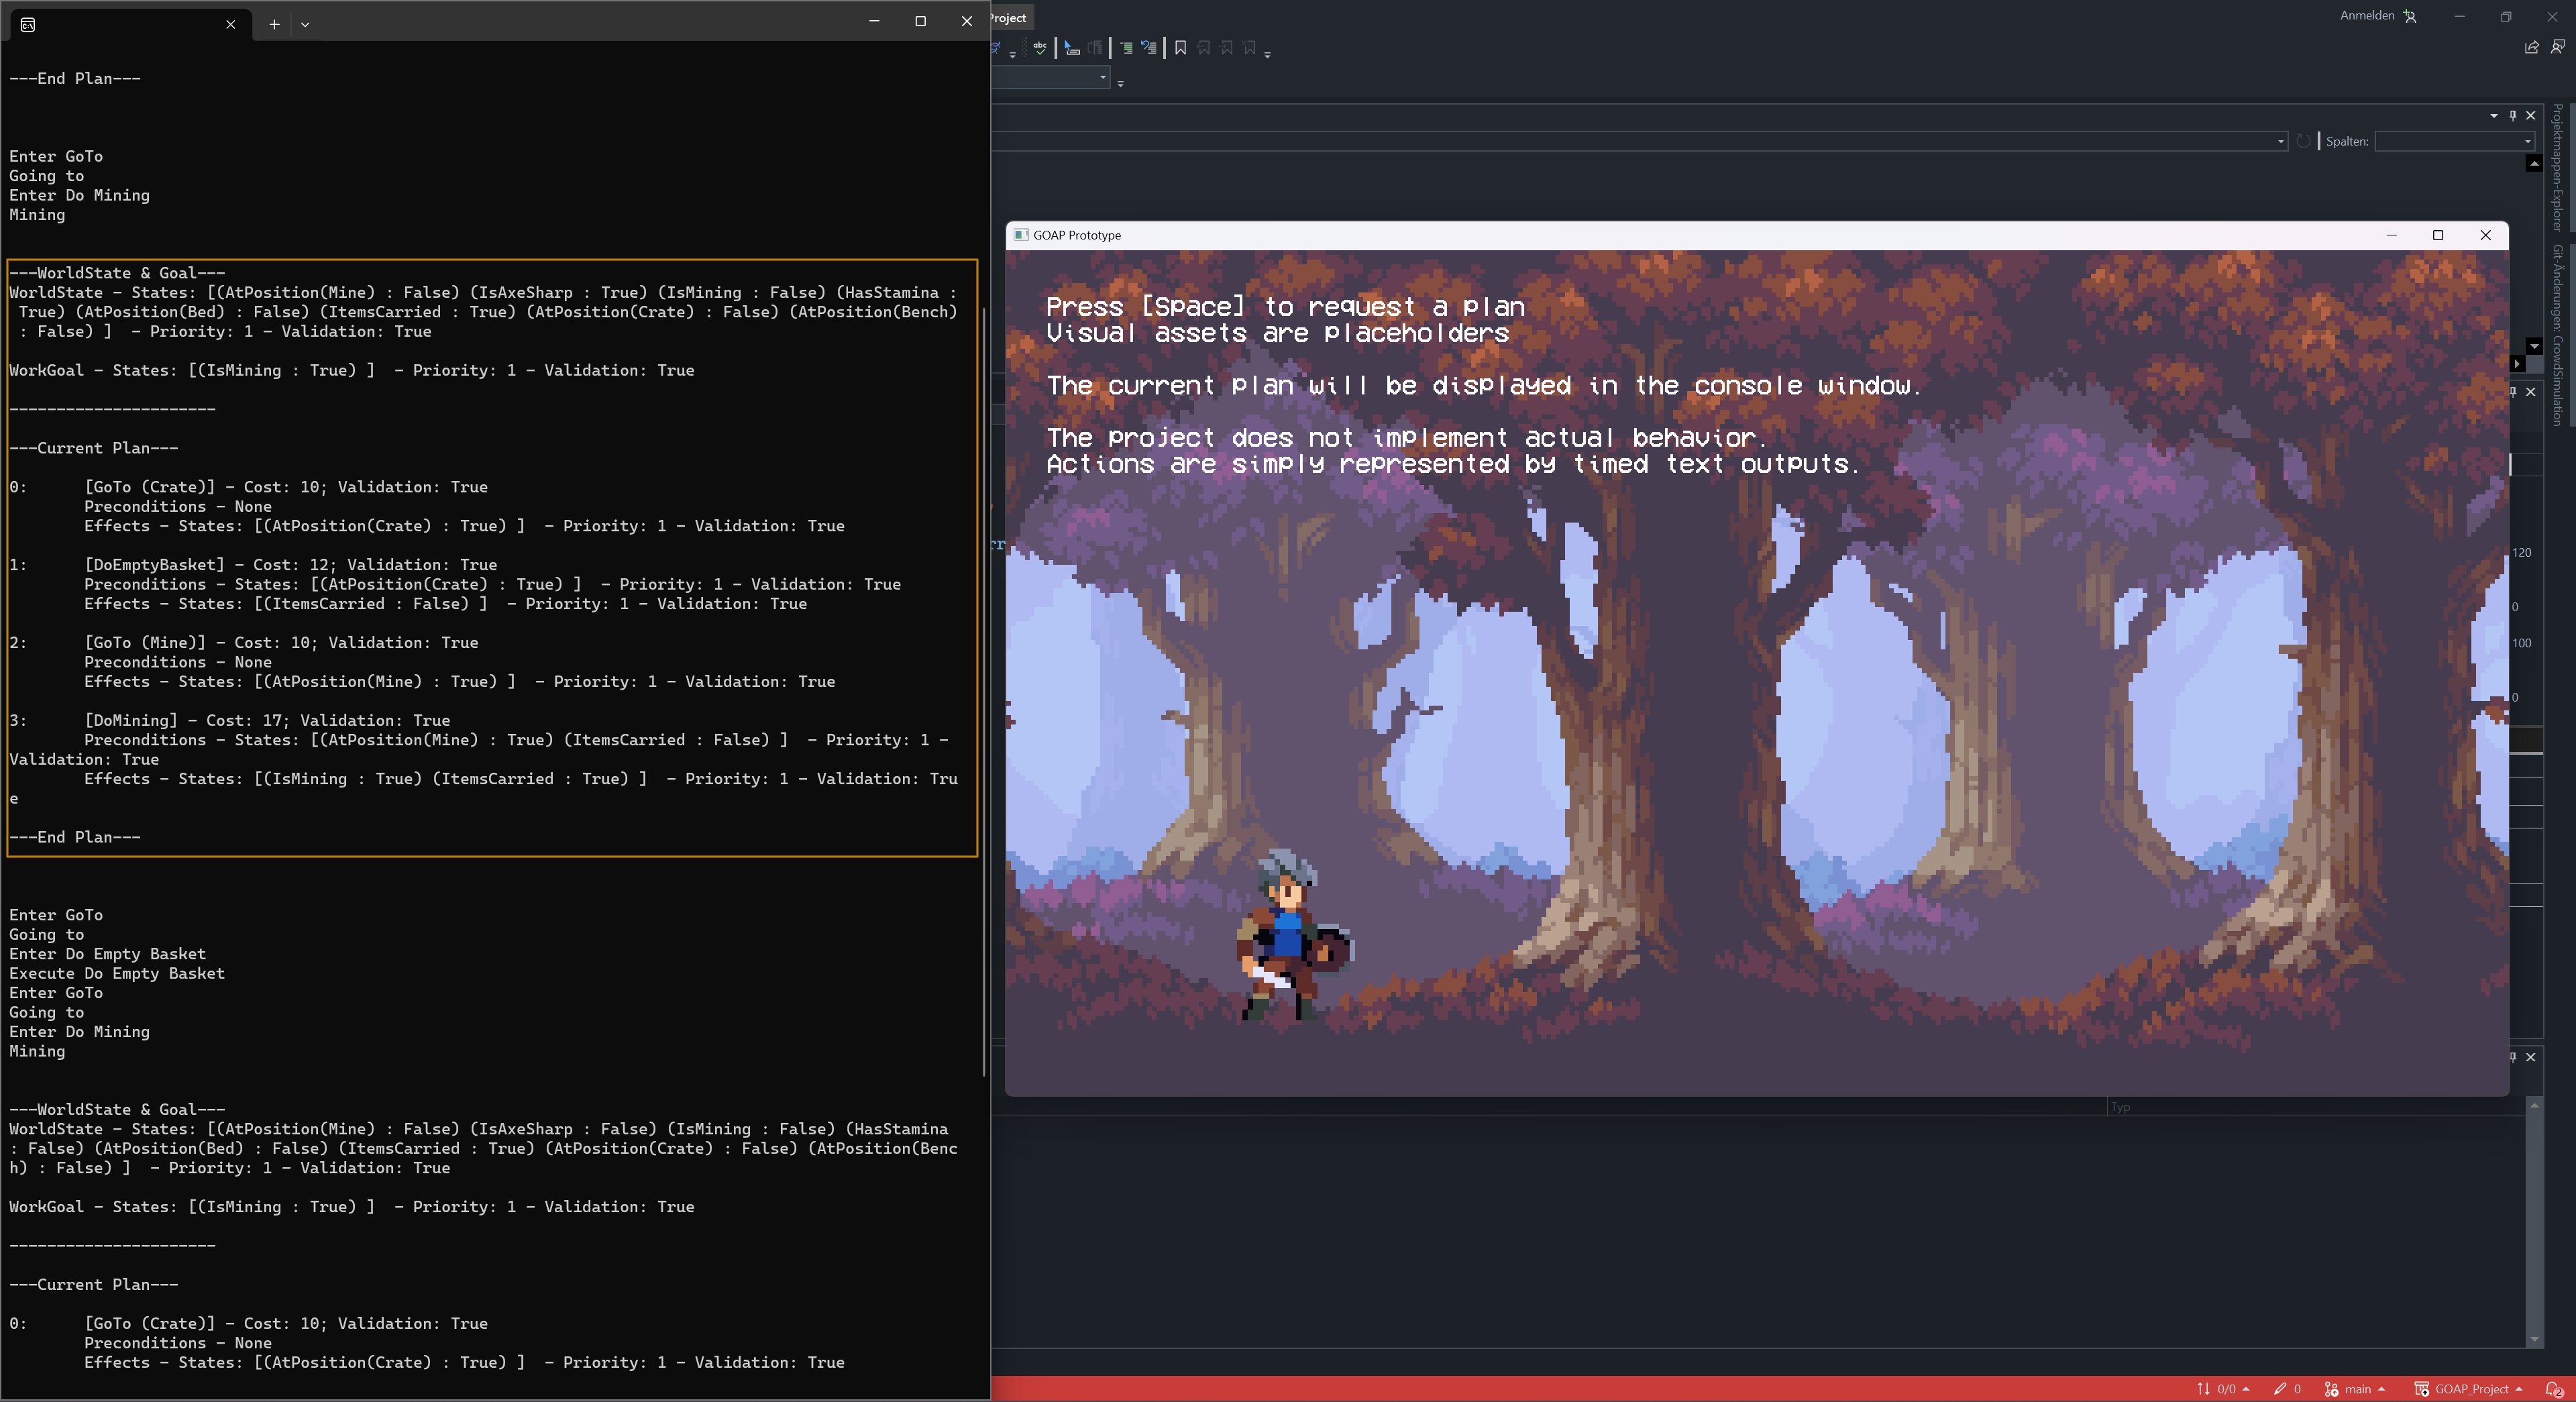 ---End Plan---
Enter GoTo
Going to
Enter Do Mining
Mining
---WorldState & Goal---
WorldState - States: [(AtPosition(Mine) : False) (IsAxeSharp : True) (IsMining : False) (HasStamina :
True) (AtPosition(Bed) : False) (ItemsCarried : True) (AtPosition(Crate) : False) (AtPosition(Bench)
: False) ]  - Priority: 1 - Validation: True
WorkGoal - States: [(IsMining : True) ]  - Priority: 1 - Validation: True
----------------------
---Current Plan---
0: [GoTo (Crate)] - Cost: 10; Validation: True
Preconditions - None
Effects - States: [(AtPosition(Crate) : True) ]  - Priority: 1 - Validation: True
1: [DoEmptyBasket] - Cost: 12; Validation: True
Preconditions - States: [(AtPosition(Crate) : True) ]  - Priority: 1 - Validation: True
Effects - States: [(ItemsCarried : False) ]  - Priority: 1 - Validation: True
2: [GoTo (Mine)] - Cost: 10; Validation: True
Preconditions - None
Effects - States: [(AtPosition(Mine) : True) ]  - Priority: 1 - Validation: True
3: [DoMining] - Cost: 17; Validation: True
Preconditions - States: [(AtPosition(Mine) : True) (ItemsCarried : False) ]  - Priority: 1 -
Validation: True
Effects - States: [(IsMining : True) (ItemsCarried : True) ]  - Priority: 1 - Validation: Tru
e
---End Plan---
Enter GoTo
Going to
Enter Do Empty Basket
Execute Do Empty Basket
Enter GoTo
Going to
Enter Do Mining
Mining
---WorldState & Goal---
WorldState - States: [(AtPosition(Mine) : False) (IsAxeSharp : False) (IsMining : False) (HasStamina
: False) (AtPosition(Bed) : False) (ItemsCarried : True) (AtPosition(Crate) : False) (AtPosition(Benc
h) : False) ]  - Priority: 1 - Validation: True
WorkGoal - States: [(IsMining : True) ]  - Priority: 1 - Validation: True
----------------------
---Current Plan---
0: [GoTo (Crate)] - Cost: 10; Validation: True
Preconditions - None
Effects - States: [(AtPosition(Crate) : True) ]  - Priority: 1 - Validation: True
Project
Anmelden
abc
Spalten:
Projektmappen-Explorer
Git-Änderungen: CrowdSimulation
GOAP Prototype
Press [Space] to request a plan
Visual assets are placeholders
The current plan will be displayed in the console window.
The project does not implement actual behavior.
Actions are simply represented by timed text outputs.
rr
120
0
100
0
Typ
0/0
0
main
GOAP_Project
2